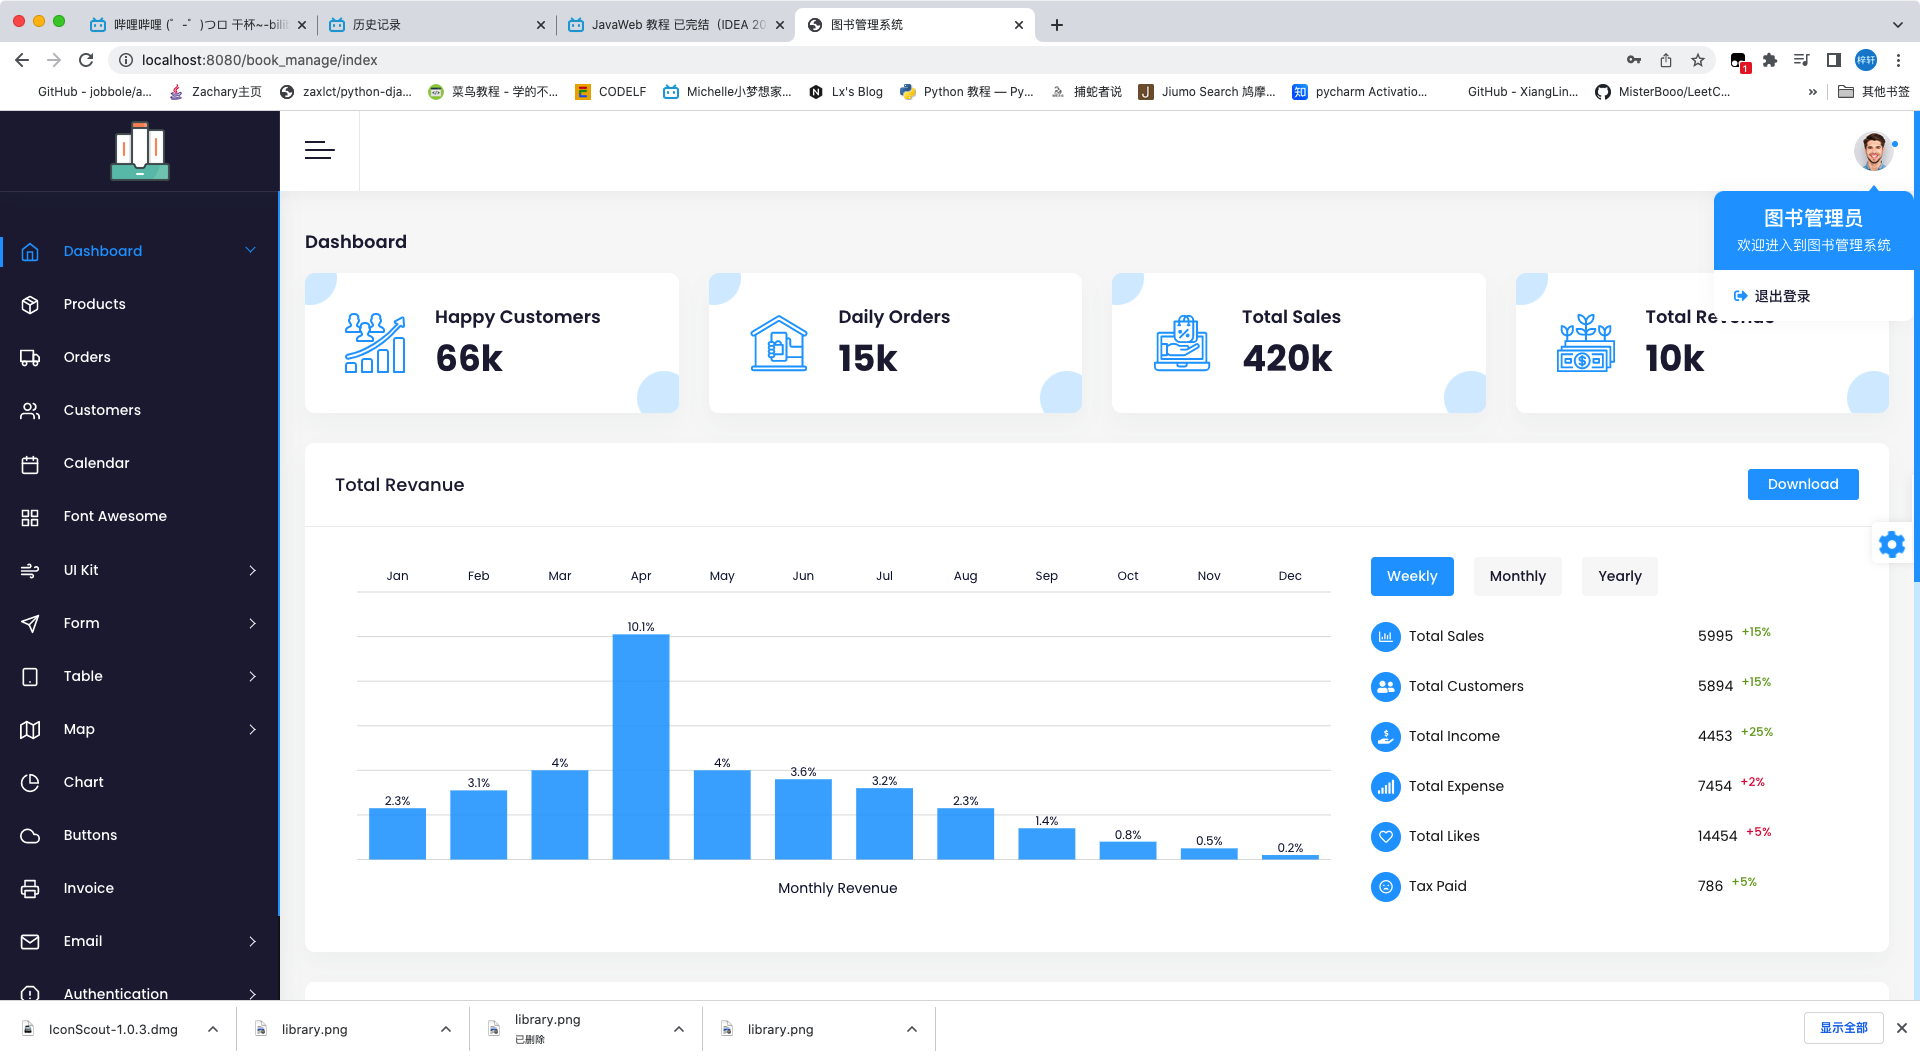 哔哩哔哩 (゜-゜)つロ 干杯~-bili
历史记录
JavaWeb 教程 已完结（IDEA 20
图书管理系统
localhost:8080/book_manage/index
1
梓轩
GitHub - jobbole/a...
Zachary主页
zaxlct/python-dja...
菜鸟教程 - 学的不...
CODELF
Michelle小梦想家...
Lx's Blog
Python 教程 — Py...
捕蛇者说
Jiumo Search 鸠摩...
知
pycharm Activatio...
GitHub - XiangLin...
MisterBooo/LeetC...
»
其他书签
图书管理员
欢迎进入到图书管理系统
退出登录
Dashboard
Products
Orders
Customers
Calendar
Font Awesome
UI Kit
Form
Table
Map
Chart
Buttons
Invoice
Email
Authentication
Dashboard
Happy Customers
66k
Daily Orders
15k
Total Sales
420k
Total Revenue
10k
Total Revanue
Download
Jan Feb Mar Apr May Jun Jul Aug Sep Oct Nov Dec
2.3% 3.1% 4% 10.1% 4% 3.6% 3.2% 2.3% 1.4% 0.8% 0.5% 0.2%
Monthly Revenue
Weekly Monthly Yearly
Total Sales 5995 +15%
Total Customers 5894 +15%
Total Income 4453 +25%
Total Expense 7454 +2%
Total Likes 14454 +5%
Tax Paid 786 +5%
IconScout-1.0.3.dmg
library.png
library.png
已删除
library.png
显示全部